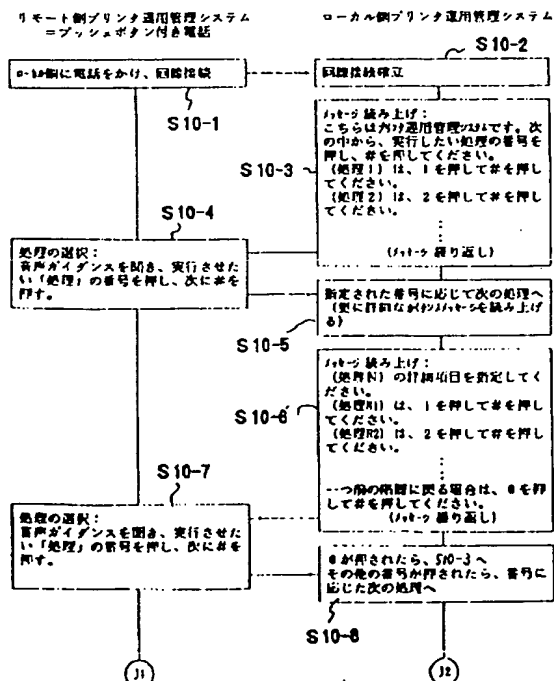 リモート側プリンタ運用管理システム
=プッシュボタン付き電話
ローカル側プリンタ運用管理システム
ローカル側に電話をかけ、回線接続
S10-1
S10-2
回線接続確立
S10-3
メッセージ 読み上げ:
こちらはプリンタ運用管理システムです。次
の中から、実行したい処理の番号を
押し、#を押してください。
(処理1) は、1を押して#を押し
てください。
(処理2) は、2を押して#を押し
てください。
(メッセージ 繰り返し)
S10-4
処理の選択:
音声ガイダンスを聞き、実行させた
い「処理」の番号を押し、次に#を
押す。
指定された番号に応じて次の処理へ
(更に詳細なガイダンスメッセージを読み上げ
る)
S10-5
S10-6
メッセージ 読み上げ:
(処理N) の詳細項目を指定してく
ださい。
(処理N1) は、1を押して#を押し
てください。
(処理N2) は、2を押して#を押し
てください。
一つ前の階層に戻る場合は、0を押
して#を押してください。
(メッセージ 繰り返し)
S10-7
処理の選択:
音声ガイダンスを聞き、実行させた
い「処理」の番号を押し、次に#を
押す。
0が押されたら、S10-3へ
その他の番号が押されたら、番号に
応じた次の処理へ
S10-8
J1
J2